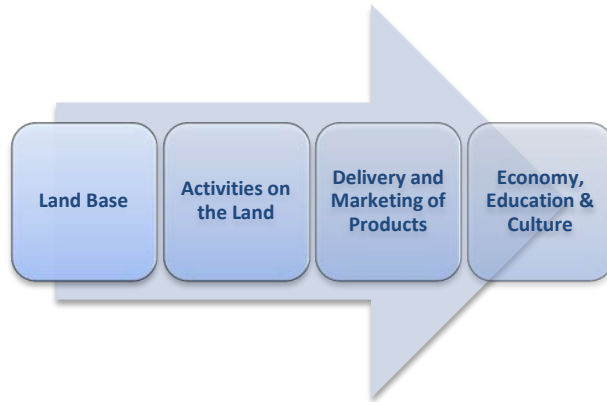 Land Base
Activities on
the Land
Delivery and
Marketing of
Products
Economy,
Education &
Culture